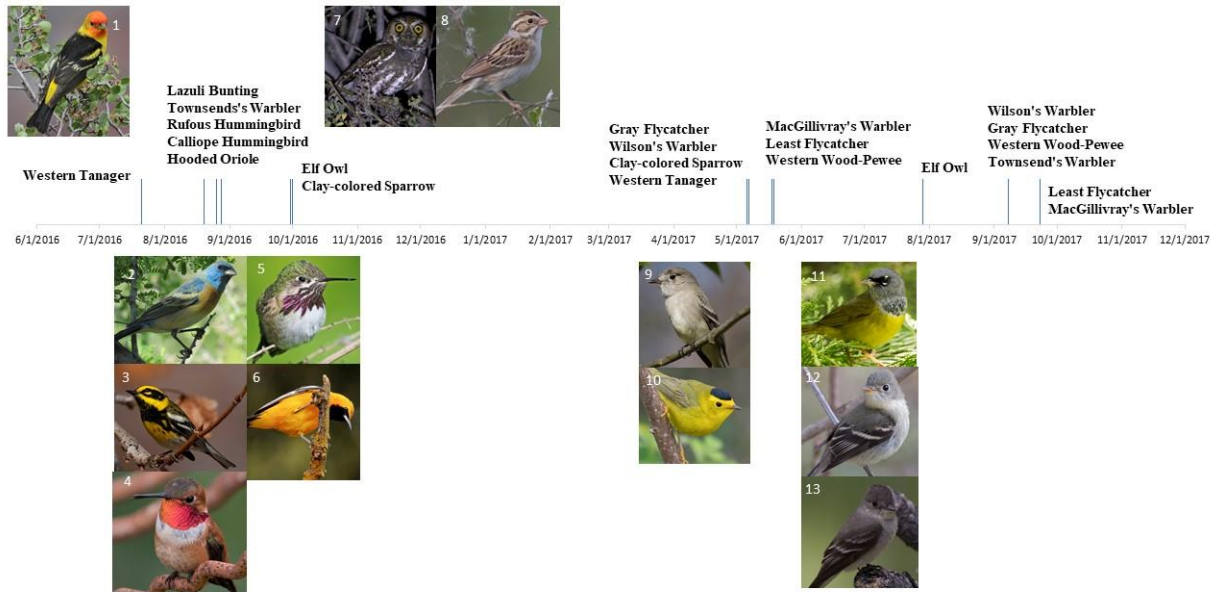 1
7
8
Lazuli Bunting
Townsends's Warbler
Rufous Hummingbird
Calliope Hummingbird
Hooded Oriole
Western Tanager
Elf Owl
Clay-colored Sparrow
Gray Flycatcher
Wilson's Warbler
Clay-colored Sparrow
Western Tanager
MacGillivray's Warbler
Least Flycatcher
Western Wood-Pewee
Elf Owl
Wilson's Warbler
Gray Flycatcher
Western Wood-Pewee
Townsend's Warbler
Least Flycatcher
MacGillivray's Warbler
6/1/2016 7/1/2016 8/1/2016 9/1/2016 10/1/2016 11/1/2016 12/1/2016 1/1/2017 2/1/2017 3/1/2017 4/1/2017 5/1/2017 6/1/2017 7/1/2017 8/1/2017 9/1/2017 10/1/2017 11/1/2017 12/1/2017
2
5
3
6
4
9
10
11
12
13